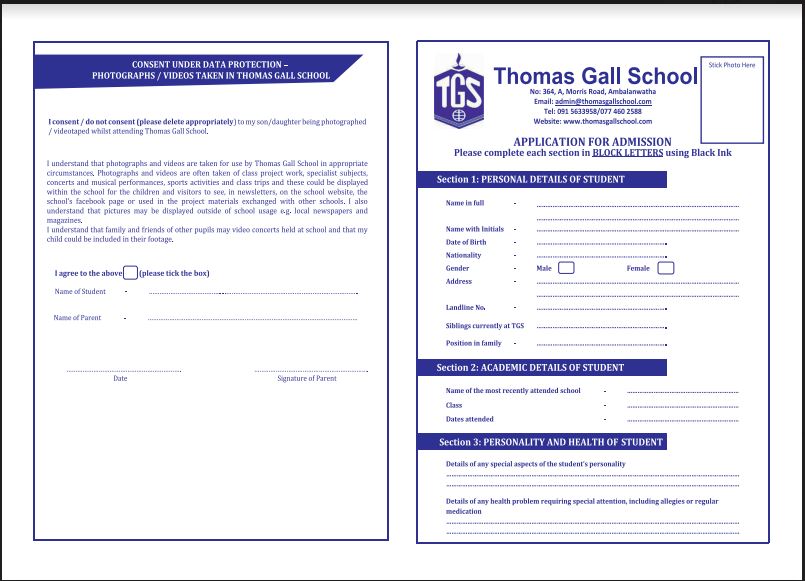 CONSENT UNDER DATA PROTECTION –
PHOTOGRAPHS / VIDEOS TAKEN IN THOMAS GALL SCHOOL
I consent / do not consent (please delete appropriately) to my son/daughter being photographed
/ videotaped whilst attending Thomas Gall School.
I understand that photographs and videos are taken for use by Thomas Gall School in appropriate
circumstances. Photographs and videos are often taken of class project work, specialist subjects,
concerts and musical performances, sports activities and class trips and these could be displayed
within the school for the children and visitors to see, in newsletters, on the school website, the
school's facebook page or used in the project materials exchanged with other schools. I also
understand that pictures may be displayed outside of school usage e.g. local newspapers and
magazines.
I understand that family and friends of other pupils may video concerts held at school and that my
child could be included in their footage.
I agree to the above (please tick the box)
Name of Student -
Name of Parent -
Date Signature of Parent
TGS
Thomas Gall School
No: 364, A, Morris Road, Ambalanwatha
Email: admin@thomasgallschool.com
Tel: 091 5633958/077 460 2588
Website: www.thomasgallschool.com
Stick Photo Here
APPLICATION FOR ADMISSION
Please complete each section in BLOCK LETTERS using Black Ink
Section 1: PERSONAL DETAILS OF STUDENT
Name in full -
Name with Initials -
Date of Birth -
Nationality -
Gender - Male Female
Address -
Landline No. -
Siblings currently at TGS -
Position in family -
Section 2: ACADEMIC DETAILS OF STUDENT
Name of the most recently attended school -
Class -
Dates attended -
Section 3: PERSONALITY AND HEALTH OF STUDENT
Details of any special aspects of the student's personality
Details of any health problem requiring special attention, including allegies or regular
medication